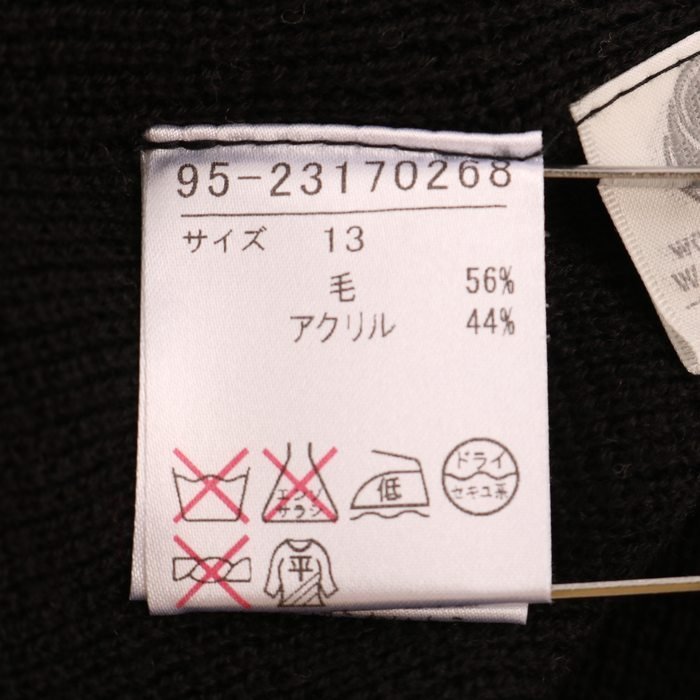 95-23170268
サイズ 13
毛 56%
アクリル 44%
エンソ
サラシ
低
ドライ
セキユ系
平